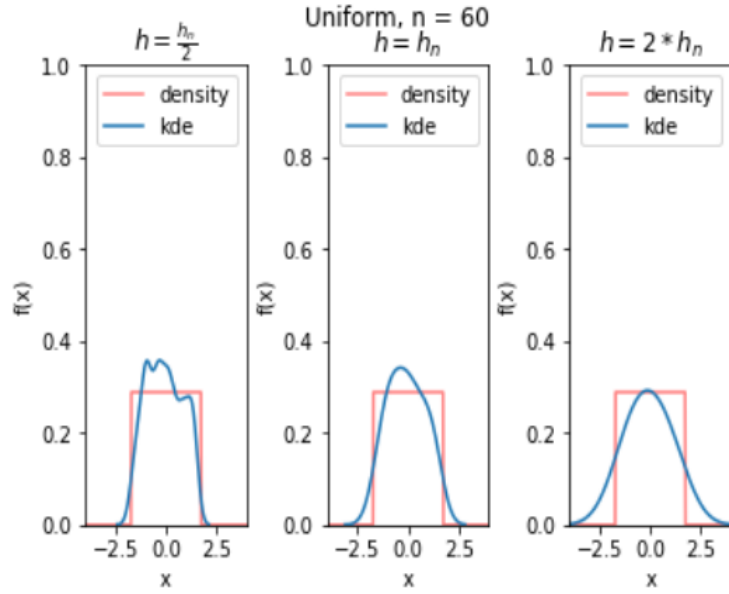 Uniform, n = 60
h = h_n/2
h = h_n
h = 2 * h_n
1.0
0.8
0.6
0.4
0.2
0.0
f(x)
density
kde
−2.5 0.0 2.5
x
1.0
0.8
0.6
0.4
0.2
0.0
f(x)
density
kde
−2.5 0.0 2.5
x
1.0
0.8
0.6
0.4
0.2
0.0
f(x)
density
kde
−2.5 0.0 2.5
x